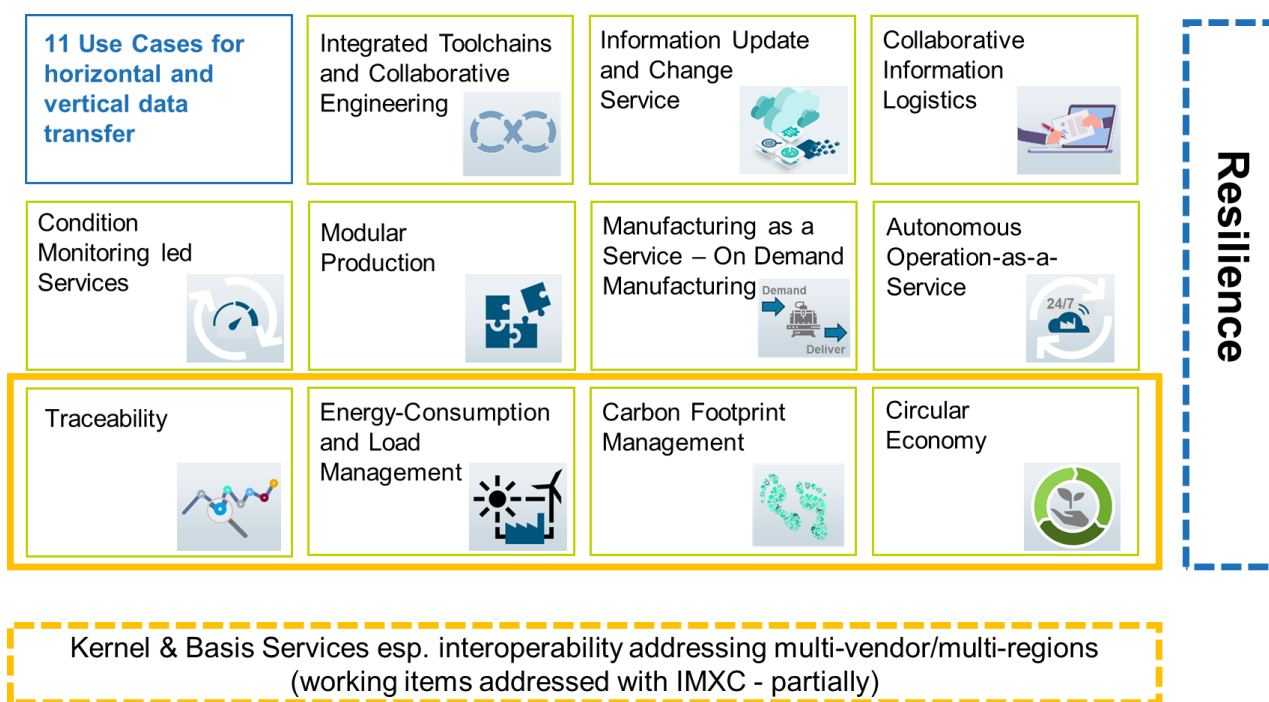 11 Use Cases for
horizontal and
vertical data
transfer
Integrated Toolchains
and Collaborative
Engineering
Information Update
and Change
Service
Collaborative
Information
Logistics
Condition
Monitoring led
Services
Modular
Production
Manufacturing as a
Service – On Demand
Manufacturing
Demand
Deliver
Autonomous
Operation-as-a-
Service
24/7
Traceability
Energy-Consumption
and Load
Management
Carbon Footprint
Management
Circular
Economy
Resilience
Kernel & Basis Services esp. interoperability addressing multi-vendor/multi-regions
(working items addressed with IMXC - partially)